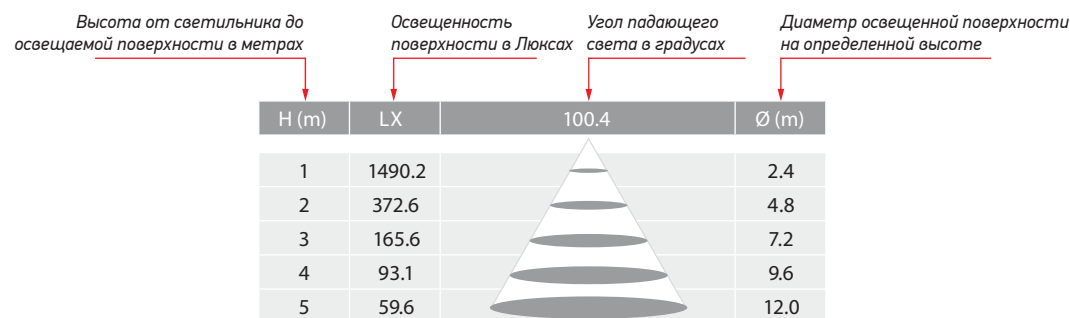 Высота от светильника до
освещаемой поверхности в метрах
Освещенность
поверхности в Люксах
Угол падающего
света в градусах
Диаметр освещенной поверхности
на определенной высоте
H (m) LX 100.4 Ø (m)
1 1490.2 2.4
2 372.6 4.8
3 165.6 7.2
4 93.1 9.6
5 59.6 12.0